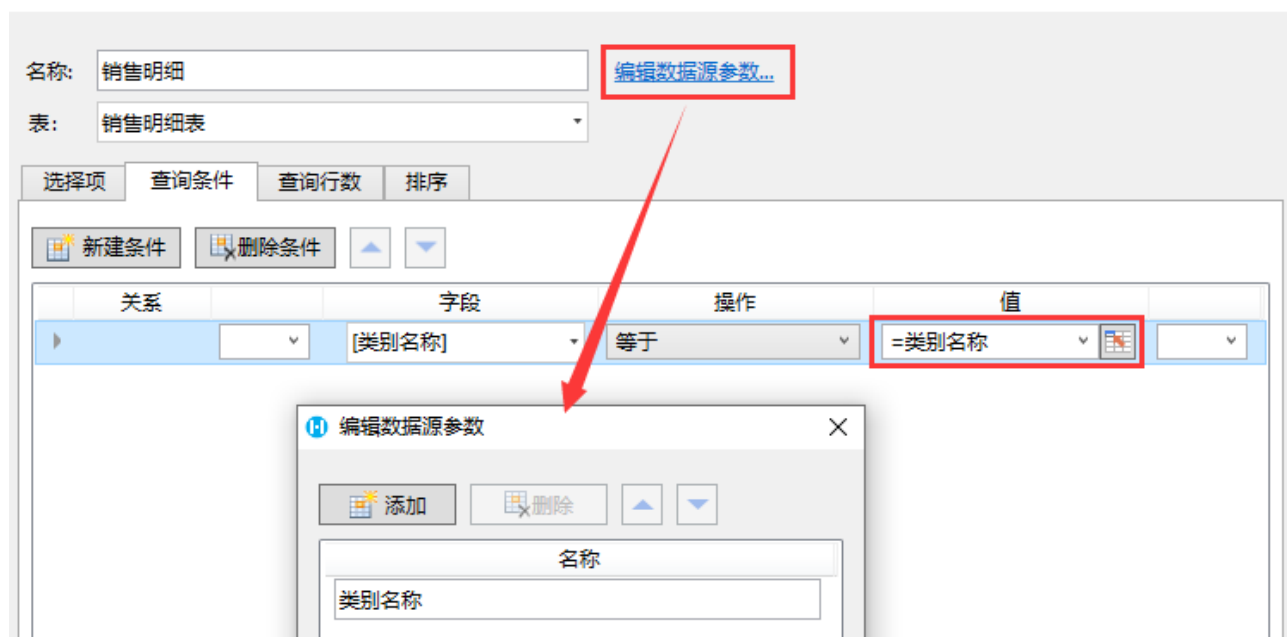 名称: 销售明细 编辑数据源参数...
表: 销售明细表
选择项 查询条件 查询行数 排序
新建条件 删除条件
关系 字段 操作 值
[类别名称] 等于 =类别名称
编辑数据源参数
添加 删除
名称
类别名称